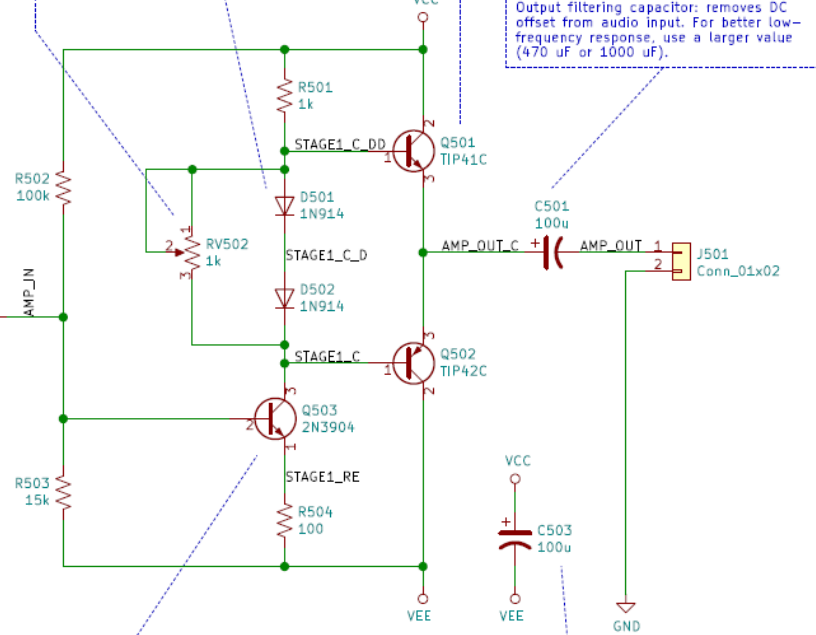 VCC
Output filtering capacitor: removes DC
offset from audio input. For better low-
frequency response, use a larger value
(470 uF or 1000 uF).
R501
1k
STAGE1_C_DD
1
2
3
Q501
TIP41C
R502
100k
D501
1N914
1
2
3
RV502
1k
STAGE1_C_D
C501
100u
AMP_OUT_C
+
AMP_OUT
1
2
J501
Conn_01x02
D502
1N914
AMP_IN
STAGE1_C
1
3
2
Q502
TIP42C
3
2
1
Q503
2N3904
STAGE1_RE
R503
15k
R504
100
VCC
+
C503
100u
VEE
VEE
GND